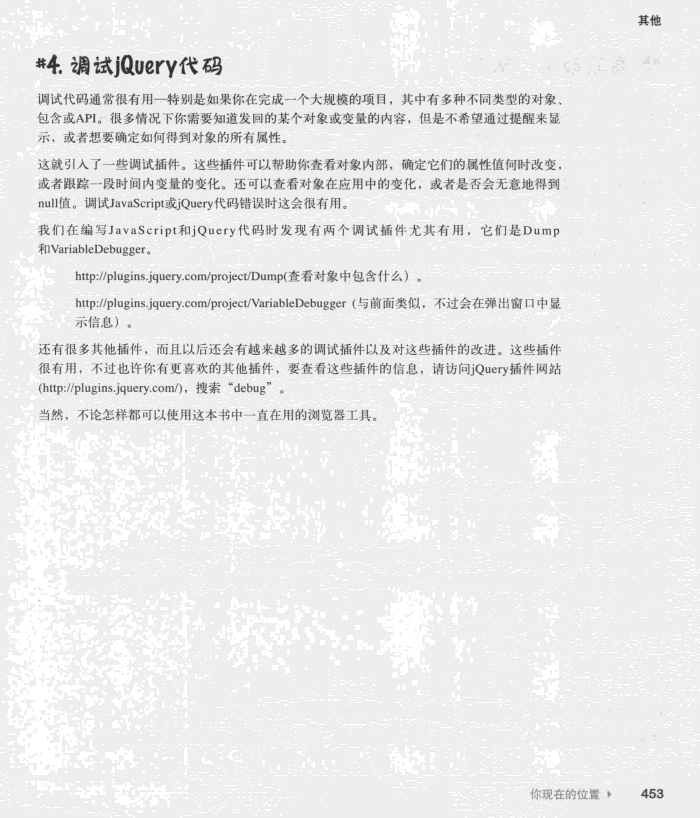 其他
#4. 调试jQuery代码
调试代码通常很有用—特别是如果你在完成一个大规模的项目，其中有多种不同类型的对象、
包含或API。很多情况下你需要知道发回的某个对象或变量的内容，但是不希望通过提醒来显
示，或者想要确定如何得到对象的所有属性。
这就引入了一些调试插件。这些插件可以帮助你查看对象内部，确定它们的属性值何时改变，
或者跟踪一段时间内变量的变化。还可以查看对象在应用中的变化，或者是否会无意地得到
null值。调试JavaScript或jQuery代码错误时这会很有用。
我们在编写JavaScript和jQuery代码时发现有两个调试插件尤其有用，它们是Dump
和VariableDebugger。
http://plugins.jquery.com/project/Dump(查看对象中包含什么）。
http://plugins.jquery.com/project/VariableDebugger（与前面类似，不过会在弹出窗口中显
示信息）。
还有很多其他插件，而且以后还会有越来越多的调试插件以及对这些插件的改进。这些插件
很有用，不过也许你有更喜欢的其他插件，要查看这些插件的信息，请访问jQuery插件网站
(http://plugins.jquery.com/)，搜索“debug”。
当然，不论怎样都可以使用这本书中一直在用的浏览器工具。
你现在的位置 ▶ 453